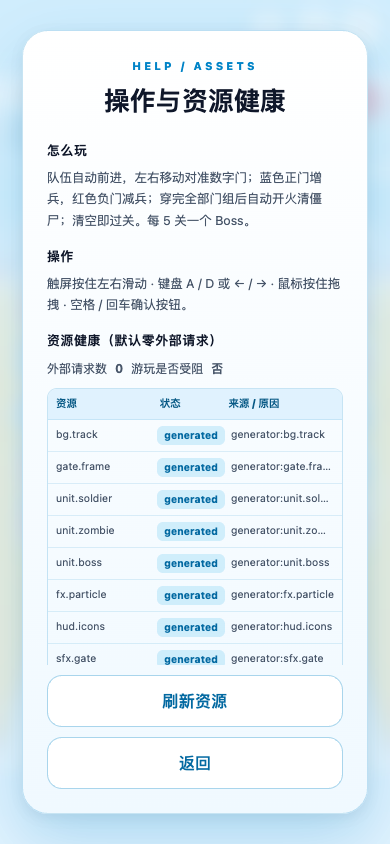 HELP / ASSETS
操作与资源健康
怎么玩
队伍自动前进，左右移动对准数字门；蓝色正门增
兵，红色负门减兵；穿完全部门组后自动开火清僵
尸；清空即过关。每 5 关一个 Boss。
操作
触屏按住左右滑动 · 键盘 A / D 或 ← / → · 鼠标按住拖
拽 · 空格 / 回车确认按钮。
资源健康（默认零外部请求）
外部请求数 0 游玩是否受阻 否
资源 状态 来源 / 原因
bg.track generated generator:bg.track
gate.frame generated generator:gate.fra...
unit.soldier generated generator:unit.sol...
unit.zombie generated generator:unit.zo...
unit.boss generated generator:unit.boss
fx.particle generated generator:fx.particle
hud.icons generated generator:hud.icons
sfx.gate generated generator:sfx.gate
刷新资源
返回